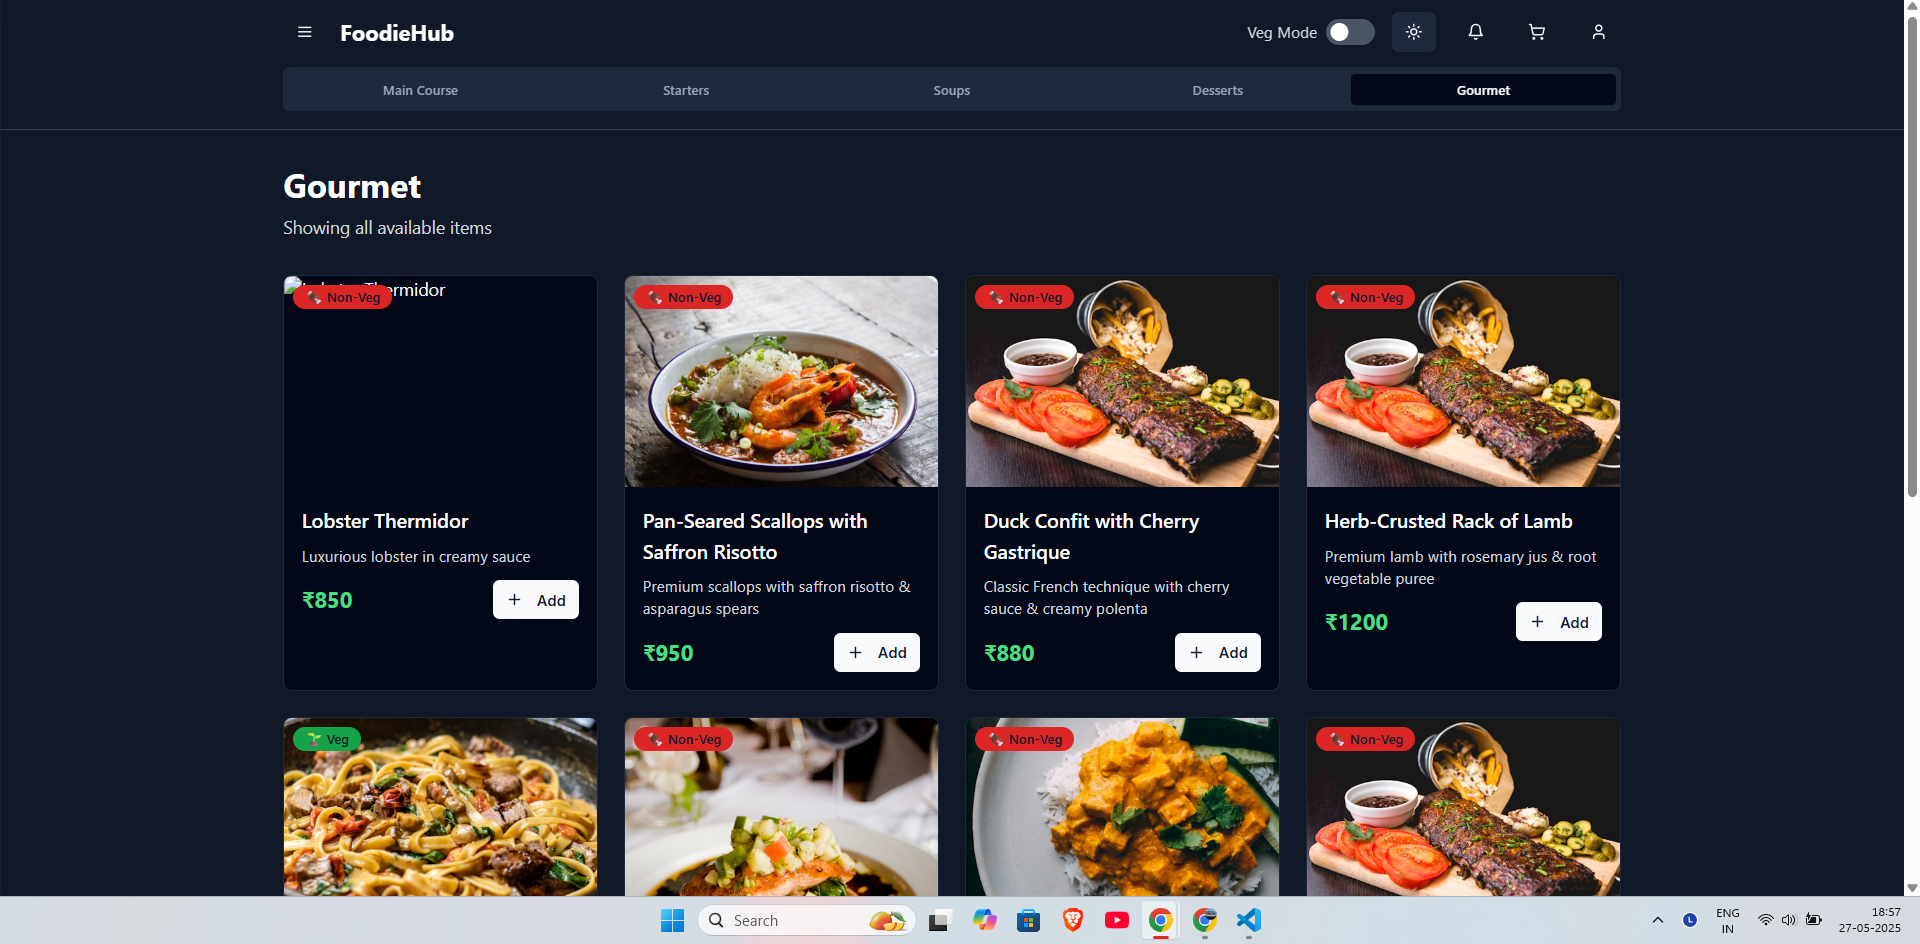 FoodieHub
Veg Mode
Main Course
Starters
Soups
Desserts
Gourmet
Gourmet
Showing all available items
Non-Veg
Thermidor
Lobster Thermidor
Luxurious lobster in creamy sauce
₹850
Add
Non-Veg
Pan-Seared Scallops with
Saffron Risotto
Premium scallops with saffron risotto &
asparagus spears
₹950
Add
Non-Veg
Duck Confit with Cherry
Gastrique
Classic French technique with cherry
sauce & creamy polenta
₹880
Add
Non-Veg
Herb-Crusted Rack of Lamb
Premium lamb with rosemary jus & root
vegetable puree
₹1200
Add
Veg
Non-Veg
Non-Veg
Non-Veg
Search
ENG
IN
18:57
27-05-2025